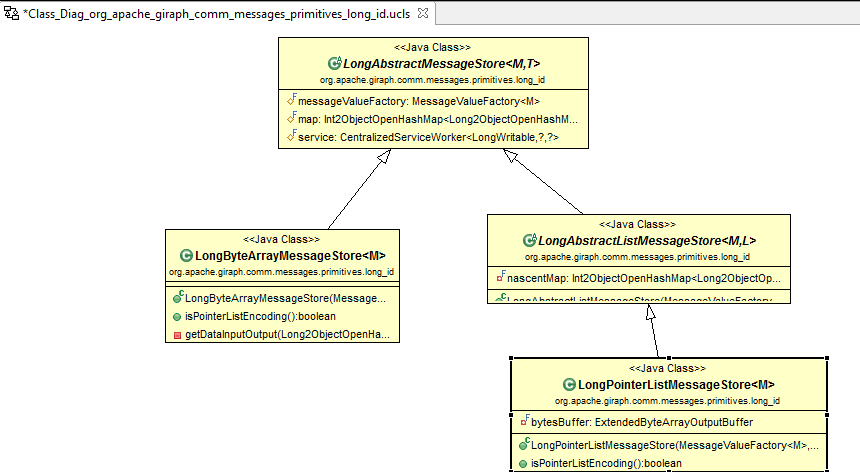 *Class_Diag_org_apache_giraph_comm_messages_primitives_long_id.ucls
<<Java Class>>
LongAbstractMessageStore<M,T>
org.apache.giraph.comm.messages.primitives.long_id
messageValueFactory: MessageValueFactory<M>
map: Int2ObjectOpenHashMap<Long2ObjectOpenHashM...
service: CentralizedServiceWorker<LongWritable,?,?>
<<Java Class>>
LongByteArrayMessageStore<M>
org.apache.giraph.comm.messages.primitives.long_id
LongByteArrayMessageStore(Message...
isPointerListEncoding():boolean
getDataInputOutput(Long2ObjectOpenHa...
<<Java Class>>
LongAbstractListMessageStore<M,L>
org.apache.giraph.comm.messages.primitives.long_id
nascentMap: Int2ObjectOpenHashMap<Long2ObjectOp...
LongAbstractListMessageStore(MessageValueFactory
<<Java Class>>
LongPointerListMessageStore<M>
org.apache.giraph.comm.messages.primitives.long_id
bytesBuffer: ExtendedByteArrayOutputBuffer
LongPointerListMessageStore(MessageValueFactory<M>,...
isPointerListEncoding():boolean